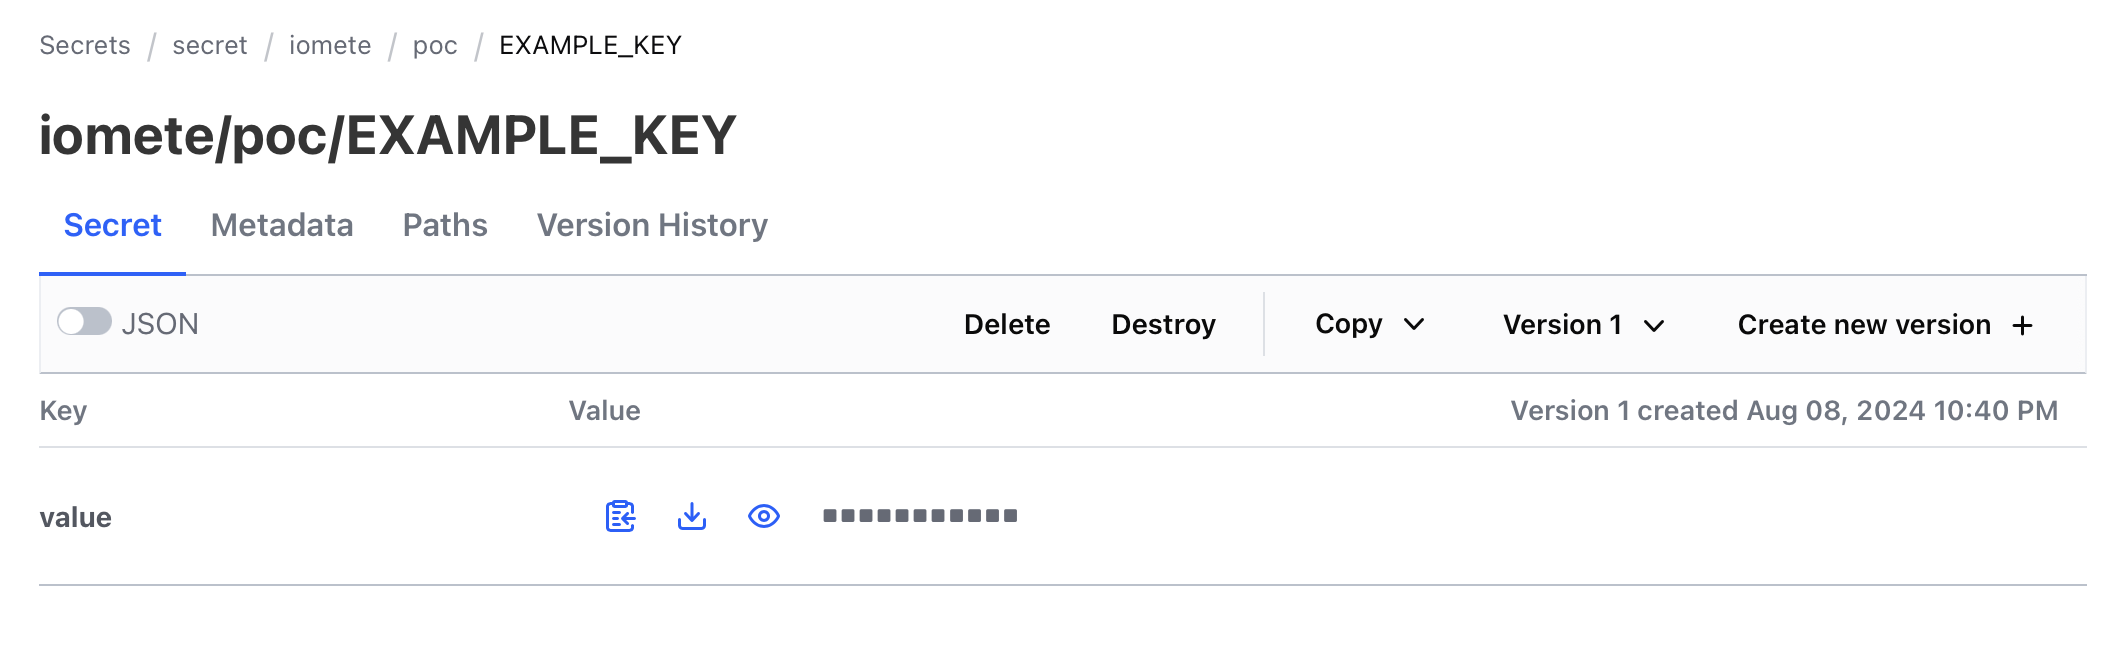 Secrets / secret / iomete / poc / EXAMPLE_KEY
iomete/poc/EXAMPLE_KEY
Secret Metadata Paths Version History
JSON Delete Destroy Copy Version 1 Create new version +
Key Value Version 1 created Aug 08, 2024 10:40 PM
value